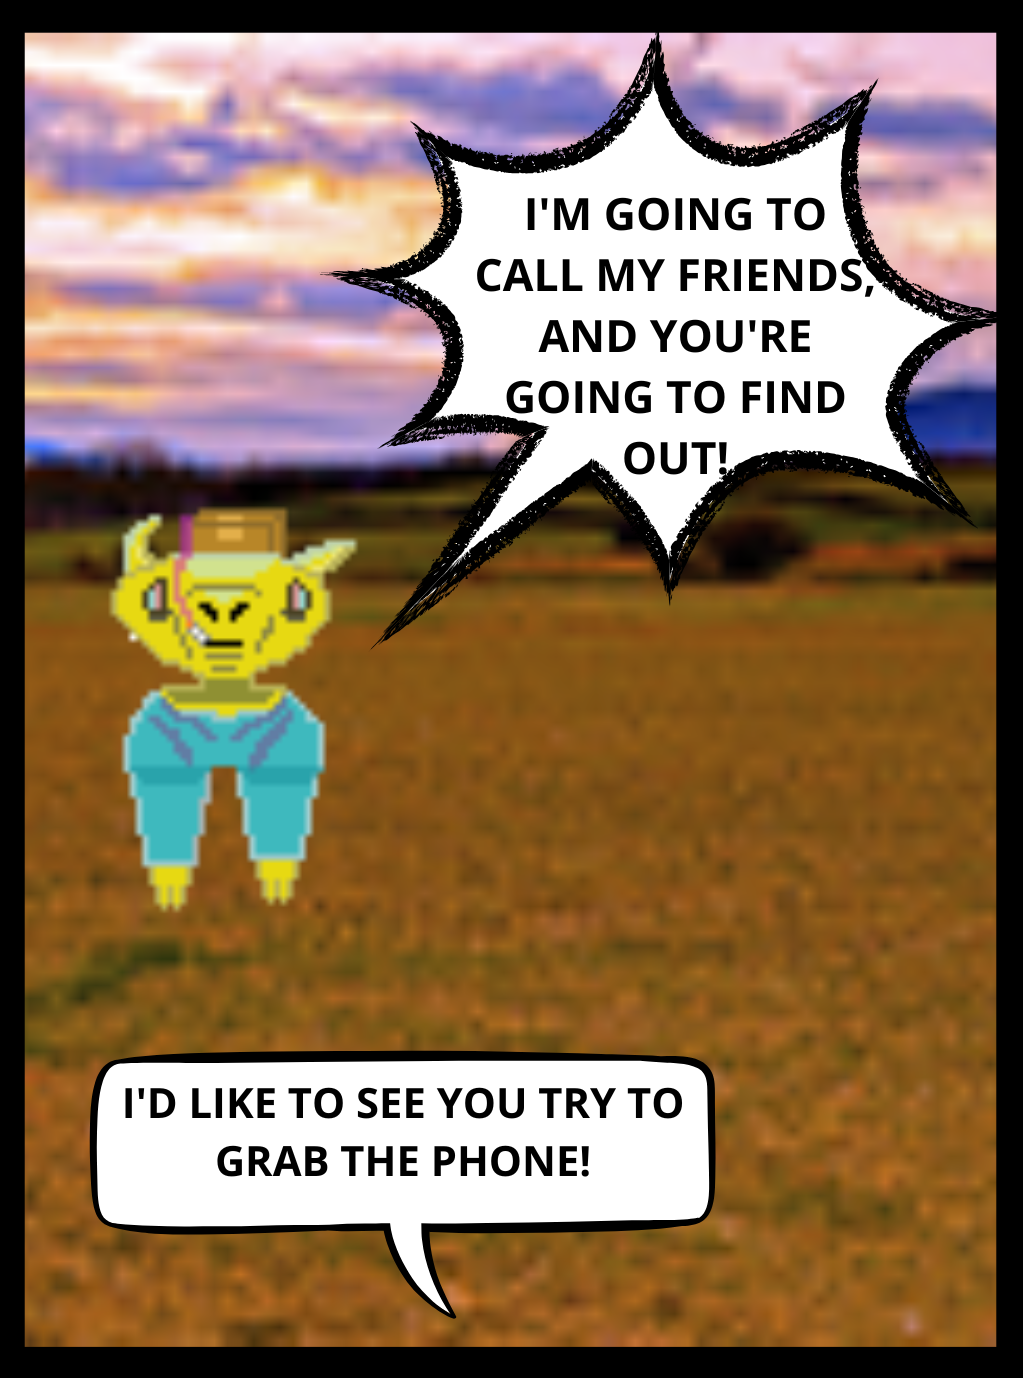 I'M GOING TO
CALL MY FRIENDS,
AND YOU'RE
GOING TO FIND
OUT!
I'D LIKE TO SEE YOU TRY TO
GRAB THE PHONE!